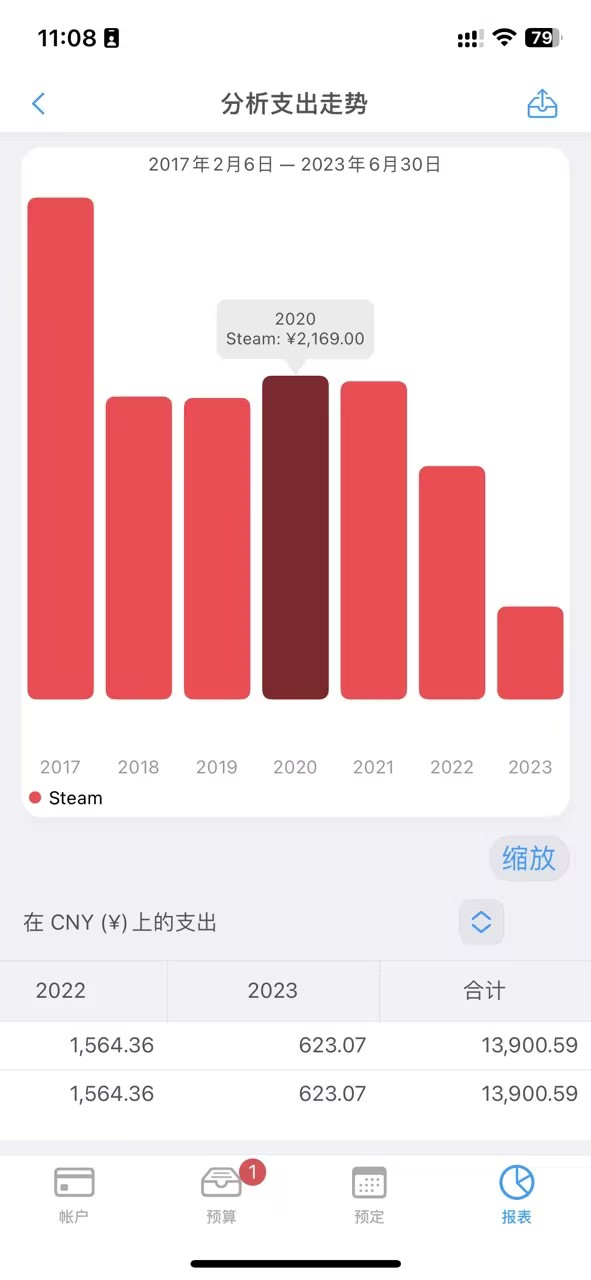 11:08
79
分析支出走势
2017年2月6日 — 2023年6月30日
2020
Steam: ¥2,169.00
2017 2018 2019 2020 2021 2022 2023
Steam
缩放
在 CNY (¥) 上的支出
2022 2023 合计
1,564.36 623.07 13,900.59
1,564.36 623.07 13,900.59
1
帐户 预算 预定 报表